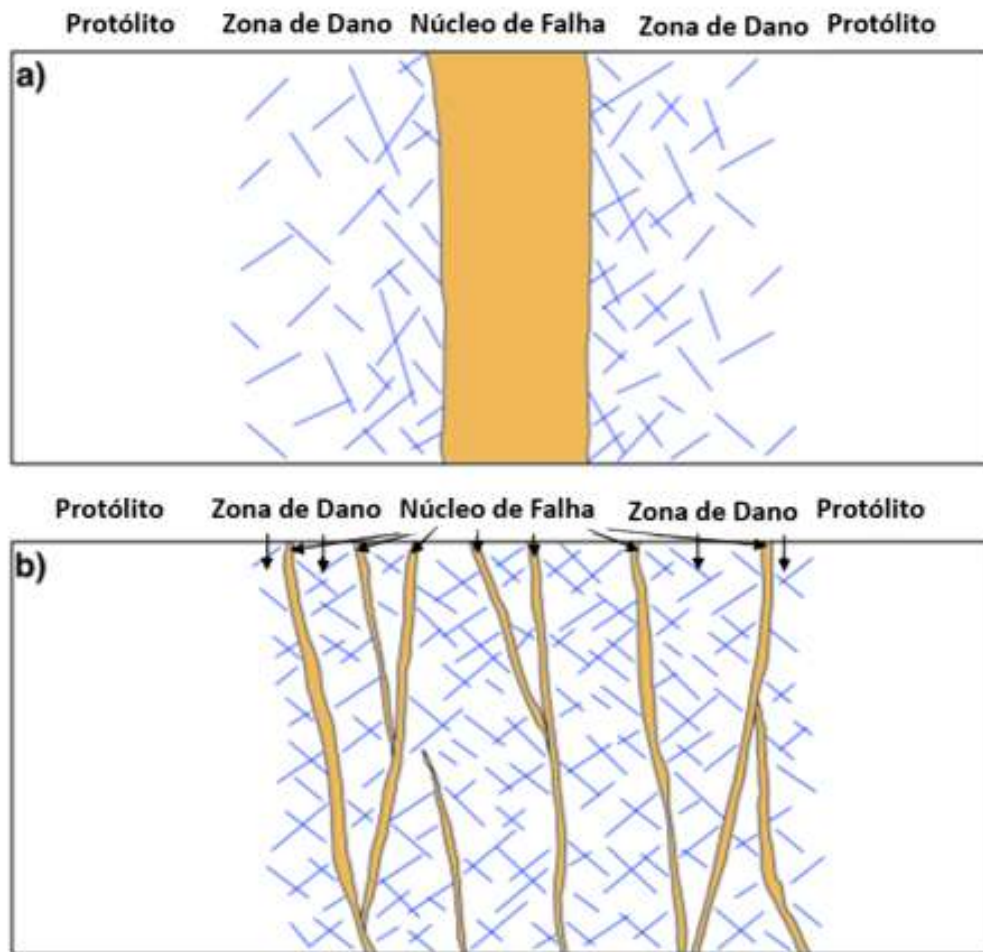 Protólito Zona de Dano Núcleo de Falha Zona de Dano Protólito
a)
Protólito Zona de Dano Núcleo de Falha Zona de Dano Protólito
b)